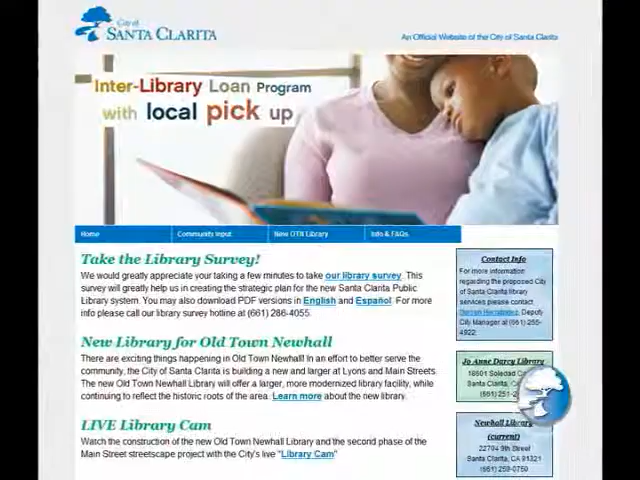 City of
SANTA CLARITA
An Official Website of the City of Santa Clarita
Inter-Library Loan Program
with local pick up
Home
Community Input
New OTN Library
Info & FAQs
Take the Library Survey!
We would greatly appreciate your taking a few minutes to take our library survey. This
survey will greatly help us in creating the strategic plan for the new Santa Clarita Public
Library system. You may also download PDF versions in English and Español. For more
info please call our library survey hotline at (661) 286-4055.
New Library for Old Town Newhall
There are exciting things happening in Old Town Newhall! In an effort to better serve the
community, the City of Santa Clarita is building a new and larger at Lyons and Main Streets.
The new Old Town Newhall Library will offer a larger, more modernized library facility, while
continuing to reflect the historic roots of the area. Learn more about the new library.
LIVE Library Cam
Watch the construction of the new Old Town Newhall Library and the second phase of the
Main Street streetscape project with the City's live "Library Cam"
Contact Info
For more information
regarding the proposed City
of Santa Clarita library
services please contact
Darren Hernández, Deputy
City Manager at (661) 255-
4922.
Jo Anne Darcy Library
18601 Soledad
Santa Clarita,
(661) 251-
Newhall Library
(current)
22704 9th Street
Santa Clarita, CA 91321
(661) 259-0750